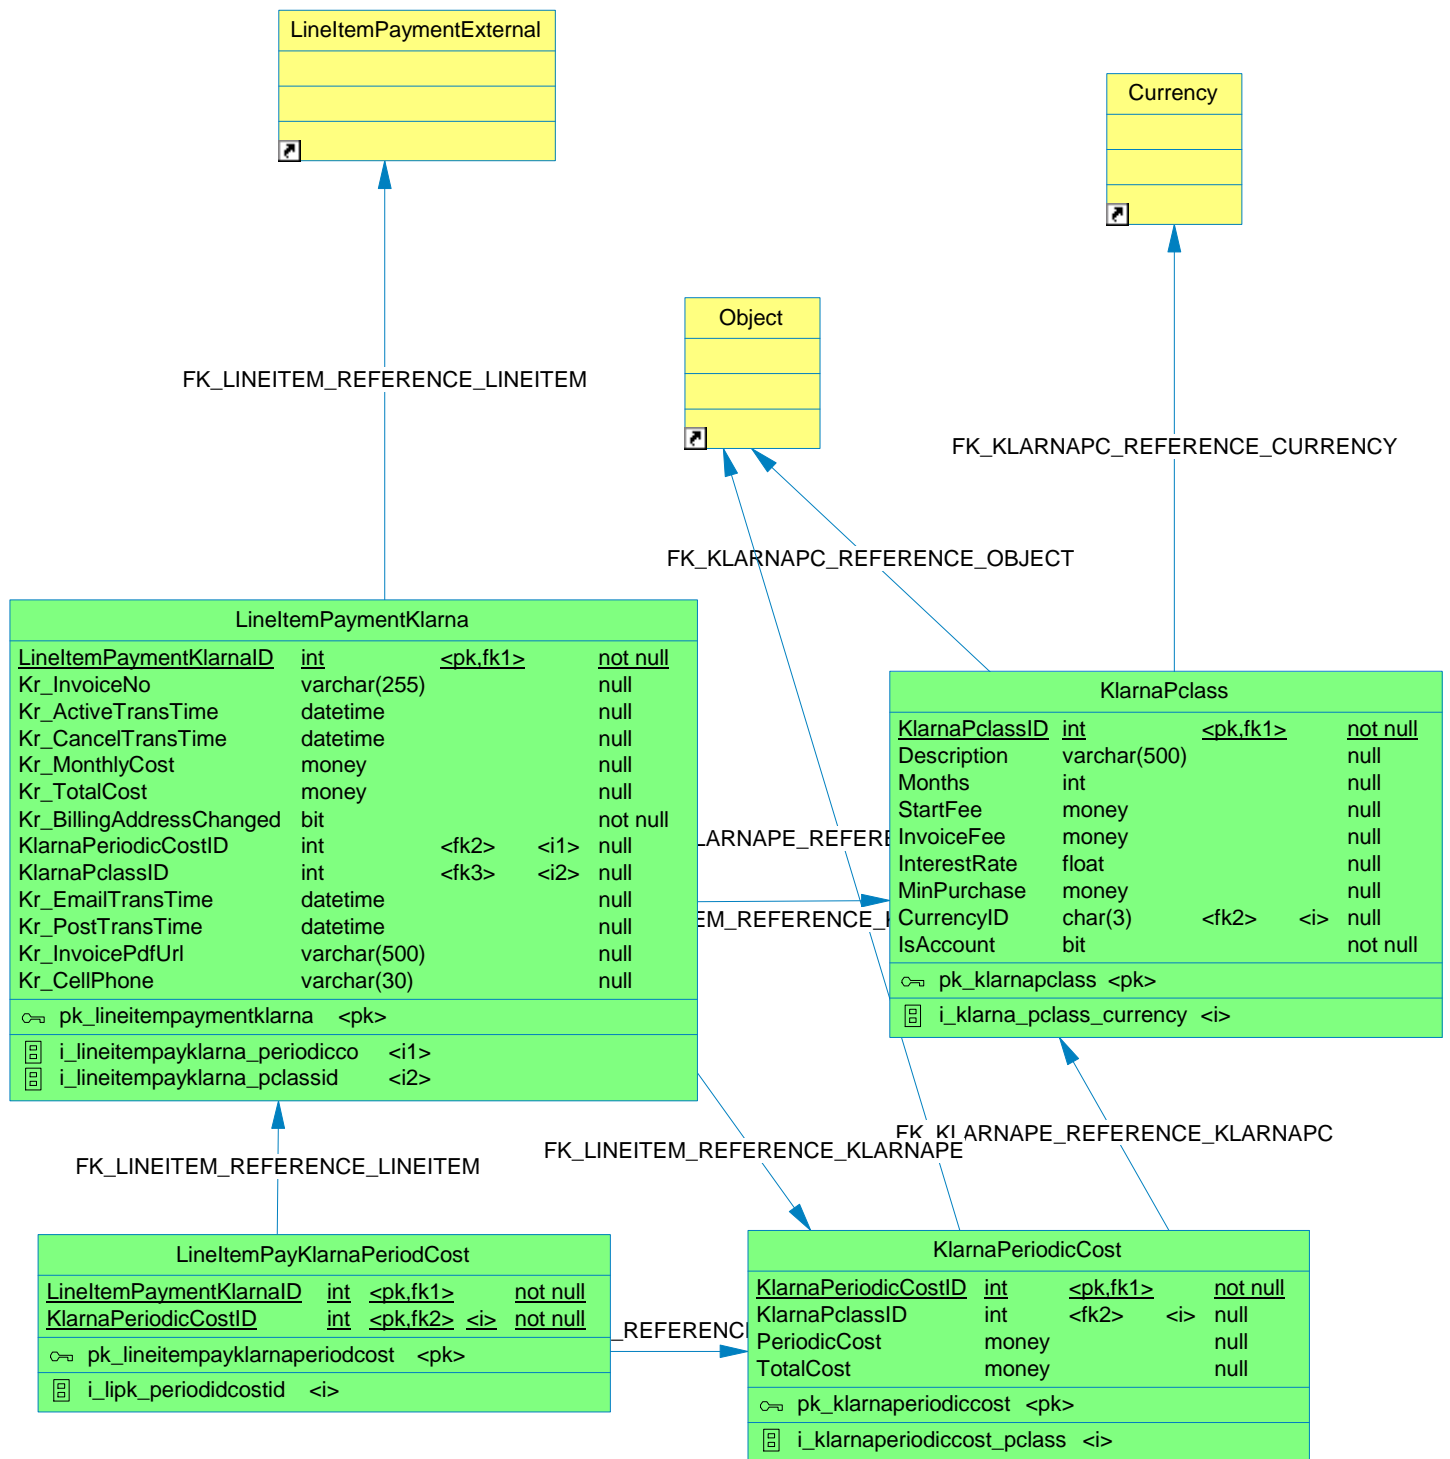 LineItemPaymentExternal
Currency
Object
FK_LINEITEM_REFERENCE_LINEITEM
FK_KLARNAPC_REFERENCE_CURRENCY
FK_KLARNAPC_REFERENCE_OBJECT
LineItemPaymentKlarna
LineItemPaymentKlarnaID int <pk,fk1> not null
Kr_InvoiceNo varchar(255) null
Kr_ActiveTransTime datetime null
Kr_CancelTransTime datetime null
Kr_MonthlyCost money null
Kr_TotalCost money null
Kr_BillingAddressChanged bit not null
KlarnaPeriodicCostID int <fk2> <i1> null
KlarnaPclassID int <fk3> <i2> null
Kr_EmailTransTime datetime null
Kr_PostTransTime datetime null
Kr_InvoicePdfUrl varchar(500) null
Kr_CellPhone varchar(30) null
pk_lineitempaymentklarna <pk>
i_lineitempayklarna_periodicco <i1>
i_lineitempayklarna_pclassid <i2>
KlarnaPclass
KlarnaPclassID int <pk,fk1> not null
Description varchar(500) null
Months int null
StartFee money null
InvoiceFee money null
InterestRate float null
MinPurchase money null
CurrencyID char(3) <fk2> <i> null
IsAccount bit not null
pk_klarnapclass <pk>
i_klarna_pclass_currency <i>
LARNAPE_REFERE
EM_REFERENCE_K
FK_KLARNAPE_REFERENCE_KLARNAPC
FK_LINEITEM_REFERENCE_KLARNAPE
FK_LINEITEM_REFERENCE_LINEITEM
LineItemPayKlarnaPeriodCost
LineItemPaymentKlarnaID int <pk,fk1> not null
KlarnaPeriodicCostID int <pk,fk2> <i> not null
pk_lineitempayklarnaperiodcost <pk>
i_lipk_periodidcostid <i>
_REFERENC
KlarnaPeriodicCost
KlarnaPeriodicCostID int <pk,fk1> not null
KlarnaPclassID int <fk2> <i> null
PeriodicCost money null
TotalCost money null
pk_klarnaperiodiccost <pk>
i_klarnaperiodiccost_pclass <i>